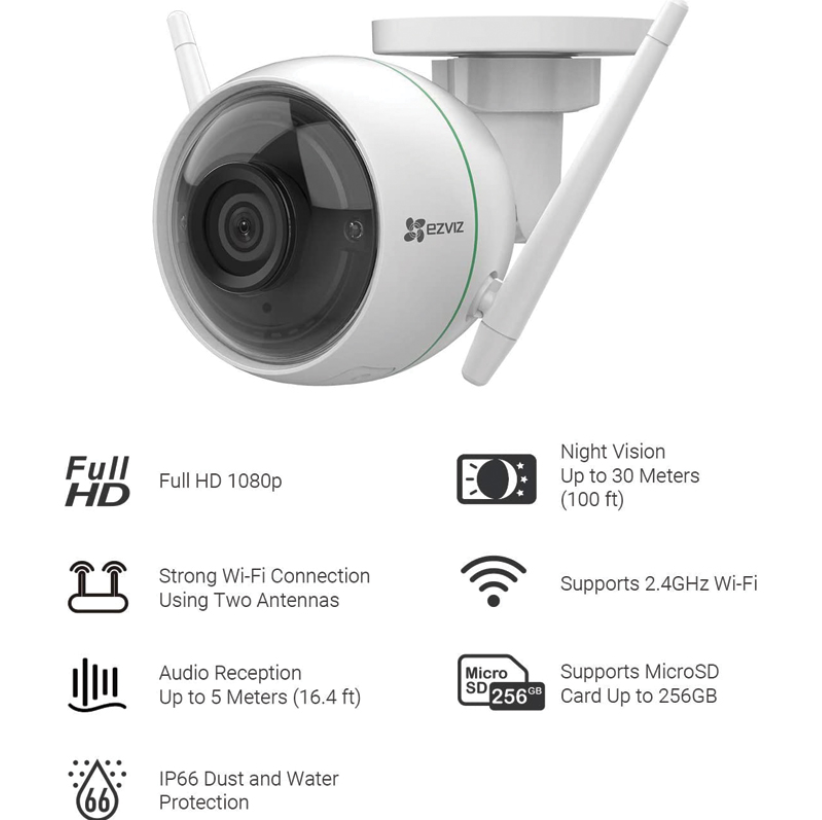 ezviz
Full
HD
Full HD 1080p
Night Vision
Up to 30 Meters
(100 ft)
Strong Wi-Fi Connection
Using Two Antennas
Supports 2.4GHz Wi-Fi
Audio Reception
Up to 5 Meters (16.4 ft)
Micro
SD
256GB
Supports MicroSD
Card Up to 256GB
66
IP66 Dust and Water
Protection